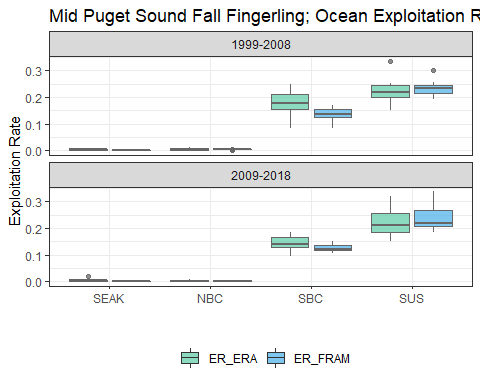 Mid Puget Sound Fall Fingerling; Ocean Exploitation R
1999-2008
0.3
0.2
0.1
0.0
Exploitation Rate
2009-2018
0.3
0.2
0.1
0.0
SEAK NBC SBC SUS
ER_ERA ER_FRAM